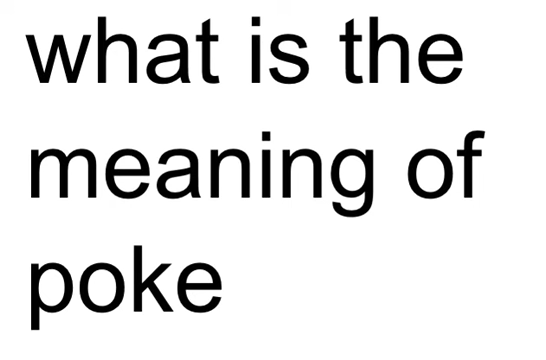 what is the
meaning of
poke